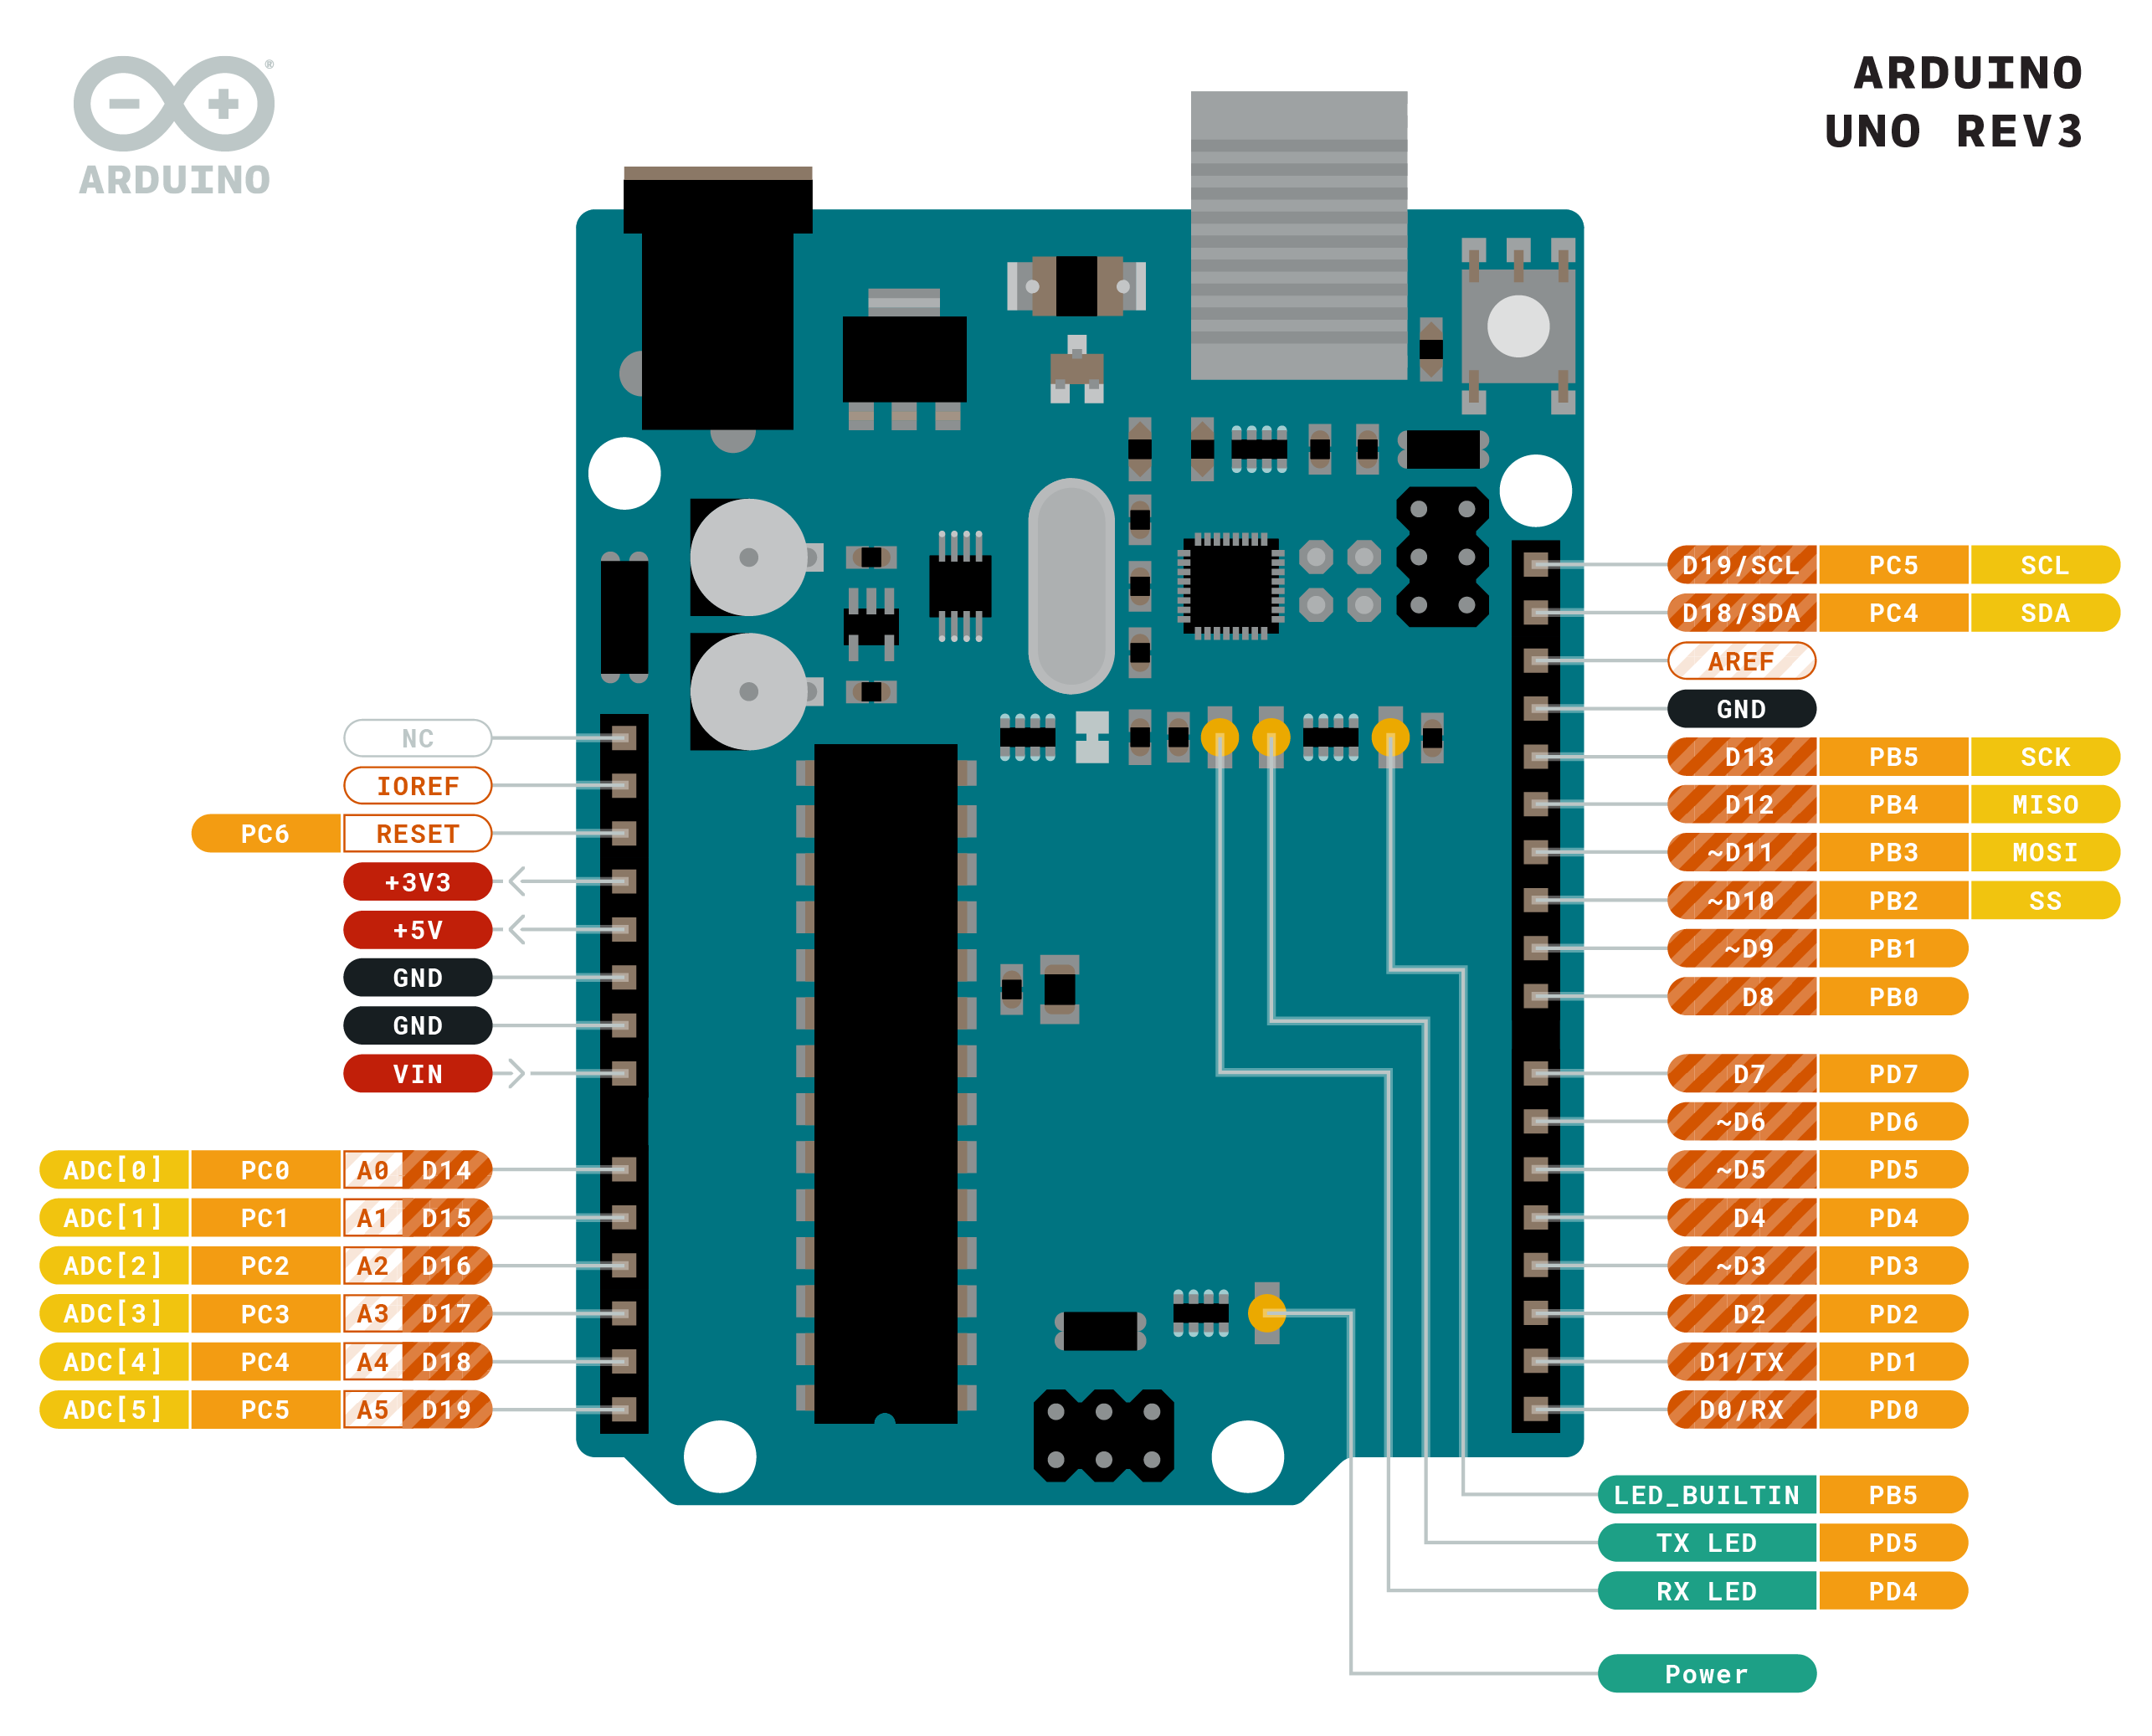 ®
ARDUINO
ARDUINO
UNO REV3
NC
IOREF
PC6 RESET
+3V3
+5V
GND
GND
VIN
ADC[0] PC0 A0 D14
ADC[1] PC1 A1 D15
ADC[2] PC2 A2 D16
ADC[3] PC3 A3 D17
ADC[4] PC4 A4 D18
ADC[5] PC5 A5 D19
D19/SCL PC5 SCL
D18/SDA PC4 SDA
AREF
GND
D13 PB5 SCK
D12 PB4 MISO
~D11 PB3 MOSI
~D10 PB2 SS
~D9 PB1
D8 PB0
D7 PD7
~D6 PD6
~D5 PD5
D4 PD4
~D3 PD3
D2 PD2
D1/TX PD1
D0/RX PD0
LED_BUILTIN PB5
TX LED PD5
RX LED PD4
Power